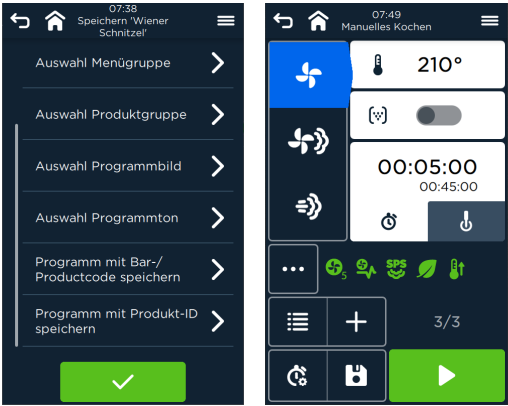 07:38
Speichern 'Wiener
Schnitzel'
Auswahl Menügruppe
Auswahl Produktgruppe
Auswahl Programmbild
Auswahl Programmton
Programm mit Bar-/
Productcode speichern
Programm mit Produkt-ID
speichern
07:49
Manuelles Kochen
210°
00:05:00
00:45:00
5
SPS
3/3